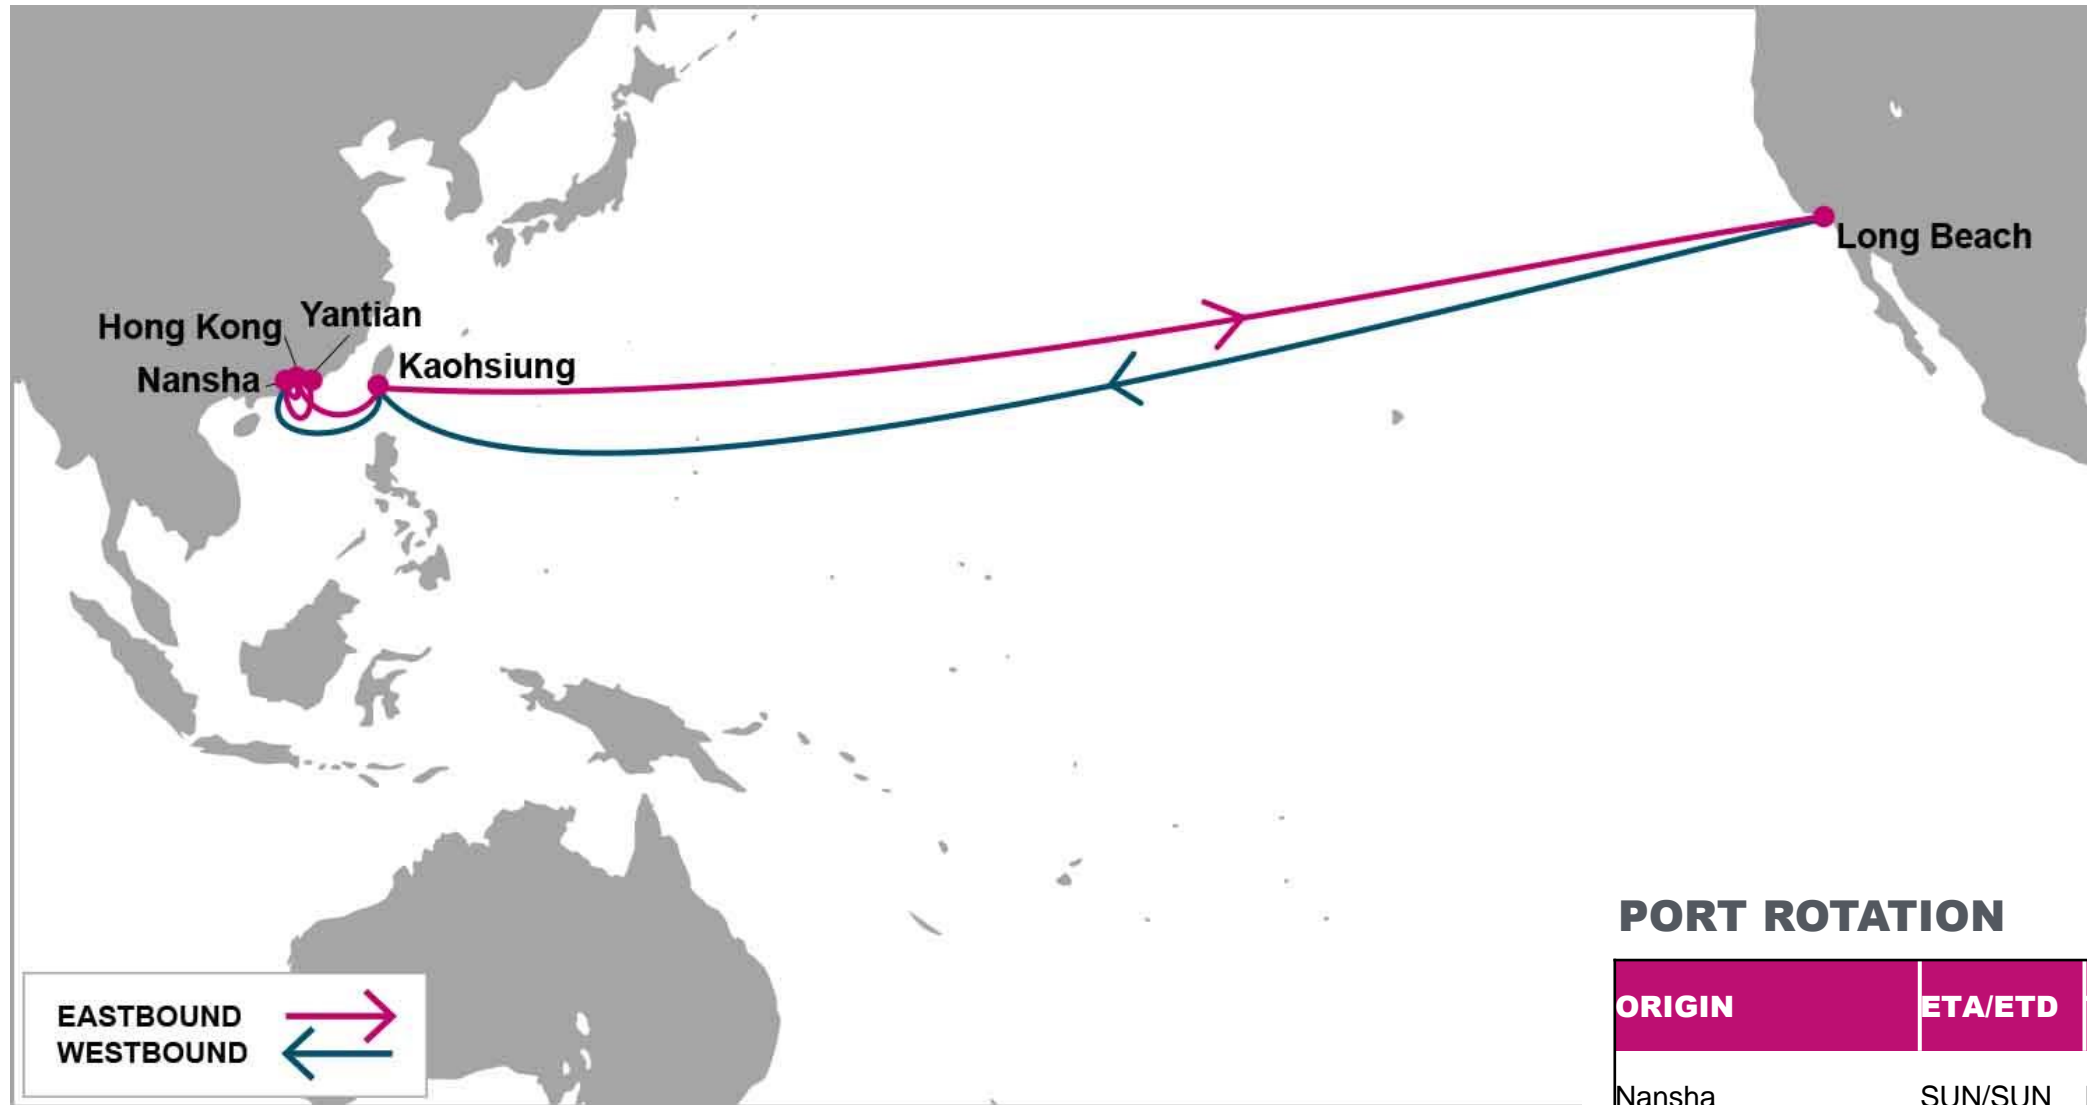 Long Beach
Yantian
Hong Kong
Kaohsiung
Nansha
PORT ROTATION
ORIGIN ETA/ETD
EASTBOUND
WESTBOUND
Nansha SUN/SUN